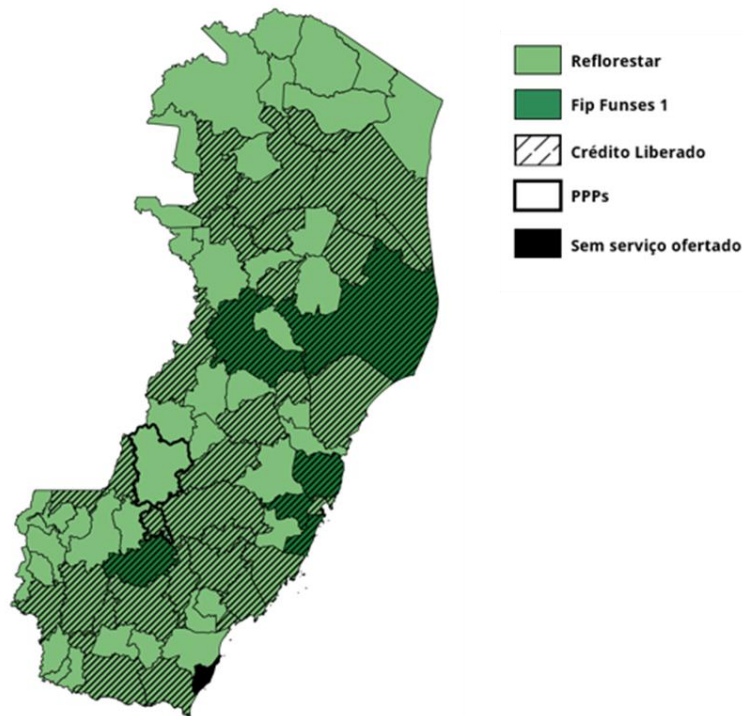 Reflorestar
Fip Funses 1
Crédito Liberado
PPPs
Sem serviço ofertado